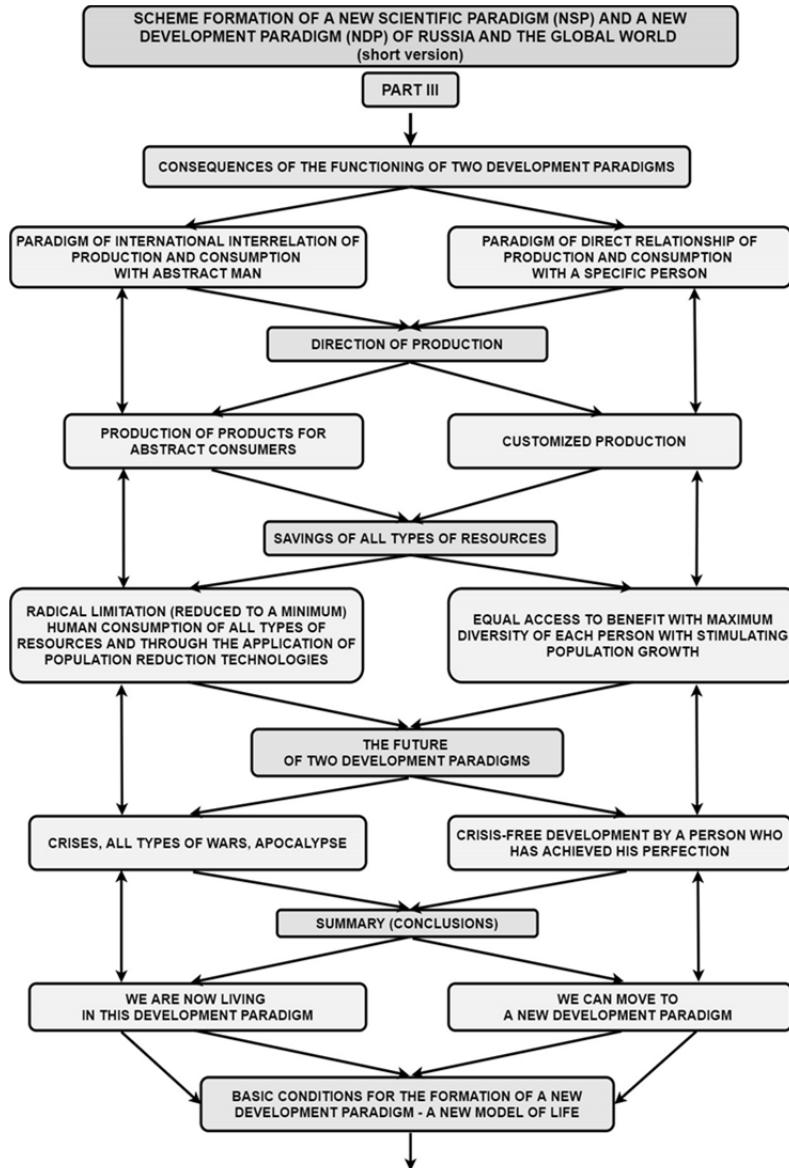 SCHEME FORMATION OF A NEW SCIENTIFIC PARADIGM (NSP) AND A NEW
DEVELOPMENT PARADIGM (NDP) OF RUSSIA AND THE GLOBAL WORLD
(short version)
PART III
CONSEQUENCES OF THE FUNCTIONING OF TWO DEVELOPMENT PARADIGMS
PARADIGM OF INTERNATIONAL INTERRELATION OF
PRODUCTION AND CONSUMPTION
WITH ABSTRACT MAN
PARADIGM OF DIRECT RELATIONSHIP OF
PRODUCTION AND CONSUMPTION
WITH A SPECIFIC PERSON
DIRECTION OF PRODUCTION
PRODUCTION OF PRODUCTS FOR
ABSTRACT CONSUMERS
CUSTOMIZED PRODUCTION
SAVINGS OF ALL TYPES OF RESOURCES
RADICAL LIMITATION (REDUCED TO A MINIMUM)
HUMAN CONSUMPTION OF ALL TYPES OF
RESOURCES AND THROUGH THE APPLICATION OF
POPULATION REDUCTION TECHNOLOGIES
EQUAL ACCESS TO BENEFIT WITH MAXIMUM
DIVERSITY OF EACH PERSON WITH STIMULATING
POPULATION GROWTH
THE FUTURE
OF TWO DEVELOPMENT PARADIGMS
CRISES, ALL TYPES OF WARS, APOCALYPSE
CRISIS-FREE DEVELOPMENT BY A PERSON WHO
HAS ACHIEVED HIS PERFECTION
SUMMARY (CONCLUSIONS)
WE ARE NOW LIVING
IN THIS DEVELOPMENT PARADIGM
WE CAN MOVE TO
A NEW DEVELOPMENT PARADIGM
BASIC CONDITIONS FOR THE FORMATION OF A NEW
DEVELOPMENT PARADIGM - A NEW MODEL OF LIFE